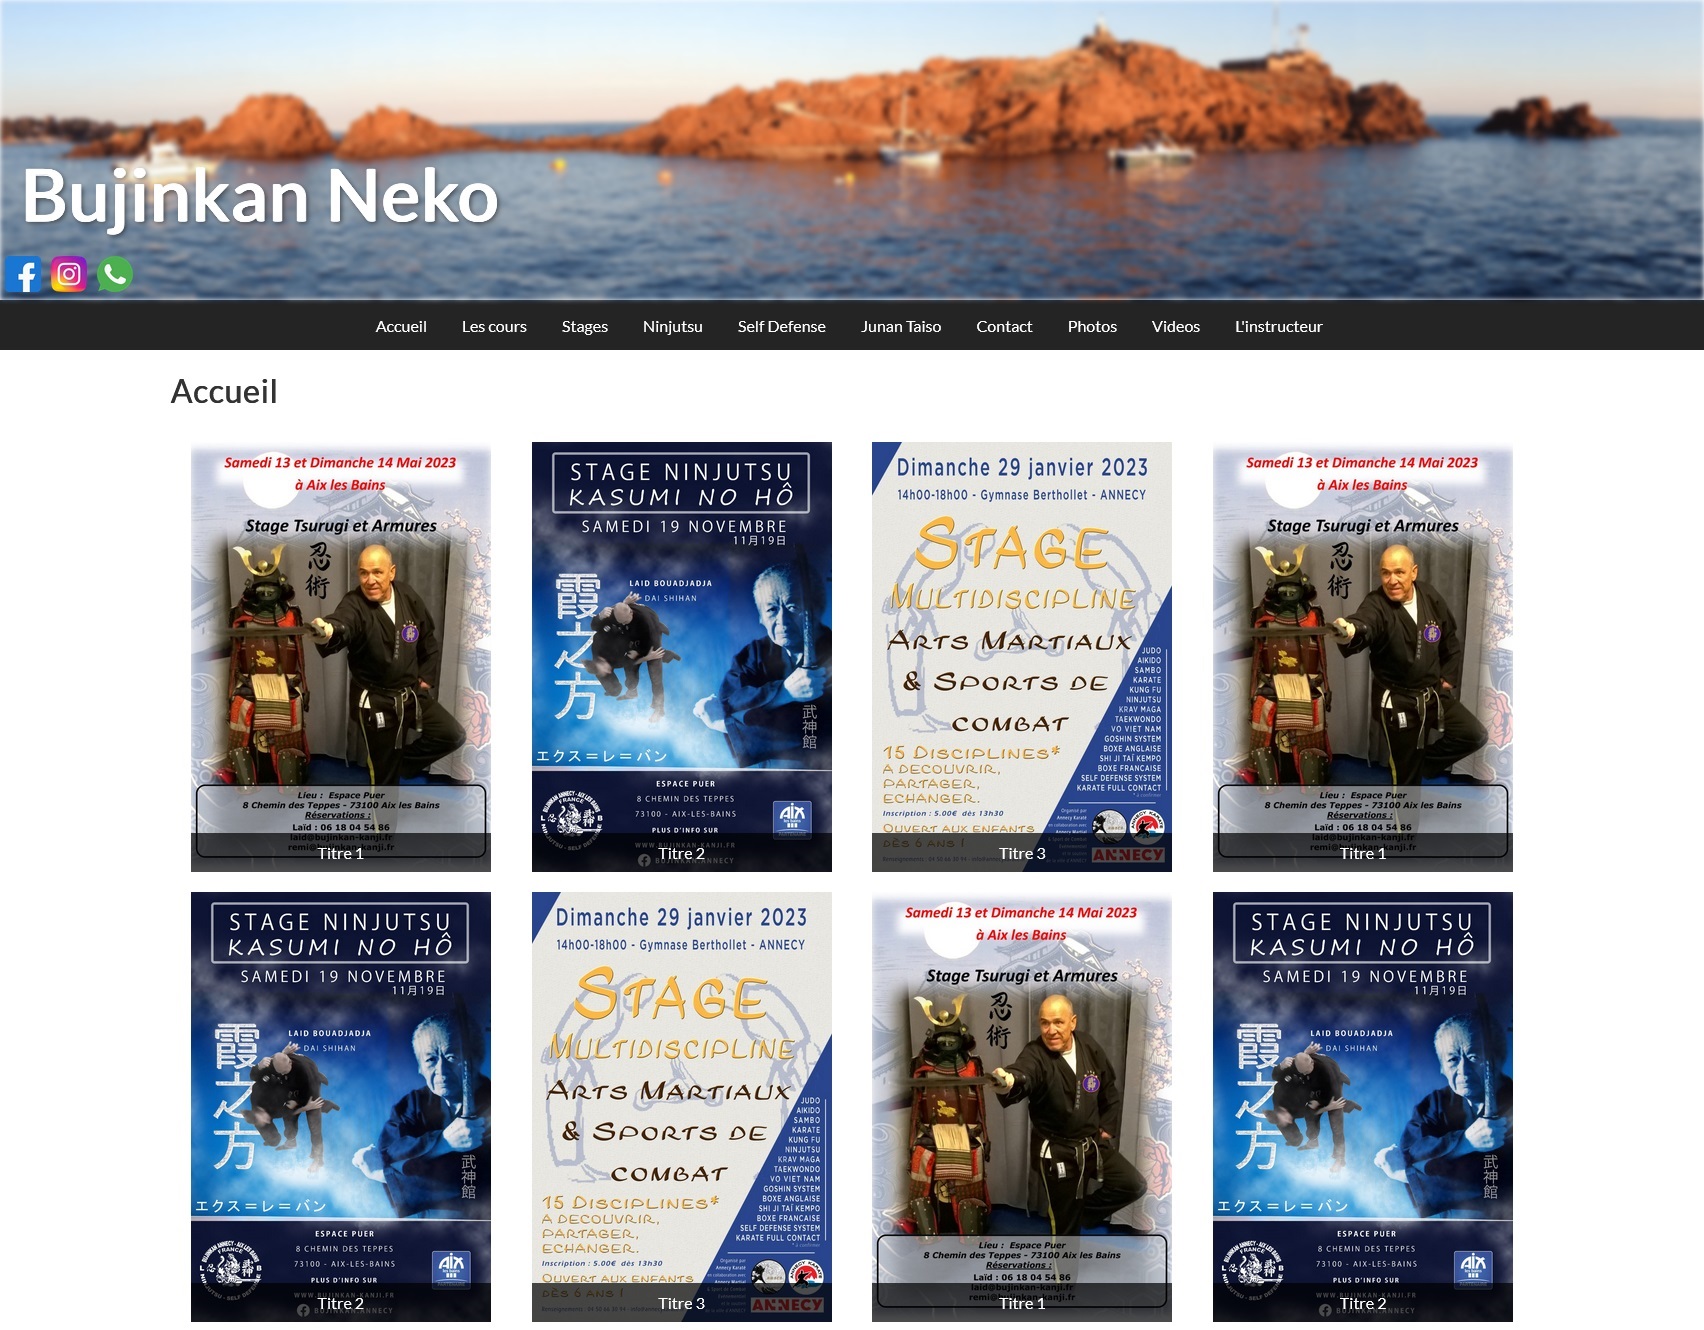 Bujinkan Neko
Accueil Les cours Stages Ninjutsu Self Defense Junan Taiso Contact Photos Videos L'instructeur
Accueil
Samedi 13 et Dimanche 14 Mai 2023
à Aix les Bains
Stage Tsurugi et Armures
忍術
Lieu : Espace Puer
8 Chemin des Teppes - 73100 Aix les Bains
Réservations :
Laïd : 06 18 04 54 86
laid@bujinkan-kanji.fr
remi@bujinkan-kanji.fr
Titre 1
STAGE NINJUTSU
KASUMI NO HÔ
SAMEDI 19 NOVEMBRE
11月19日
LAID BOUADJADJA
DAI SHIHAN
霞之方
武神館
エクス=レ=バン
ESPACE PUER
8 CHEMIN DES TEPPES
73100 - AIX-LES-BAINS
PLUS D'INFO SUR
WWW.BUJINKAN-KANJI.FR
BUJINKAN.ANNECY
AIX
Titre 2
Dimanche 29 janvier 2023
14h00-18h00 - Gymnase Berthollet - ANNECY
STAGE
MULTIDISCIPLINE
ARTS MARTIAUX
& SPORTS DE
COMBAT
JUDO
AIKIDO
SAMBO
KARATE
KUNG FU
NINJUTSU
KRAV MAGA
TAEKWONDO
VO VIET NAM
GOSHIN SYSTEM
BOXE ANGLAISE
SHI JI TAÏ KEMPO
BOXE FRANCAISE
SELF DEFENSE SYSTEM
KARATE FULL CONTACT
15 DISCIPLINES*
A DECOUVRIR,
PARTAGER,
ECHANGER.
Inscription : 5.00€ dès 13h30
OUVERT AUX ENFANTS
DÈS 6 ANS !
ANNECY
Titre 3
Samedi 13 et Dimanche 14 Mai 2023
à Aix les Bains
Stage Tsurugi et Armures
忍術
Lieu : Espace Puer
8 Chemin des Teppes - 73100 Aix les Bains
Réservations :
Laïd : 06 18 04 54 86
laid@bujinkan-kanji.fr
remi@bujinkan-kanji.fr
Titre 1
STAGE NINJUTSU
KASUMI NO HÔ
SAMEDI 19 NOVEMBRE
11月19日
LAID BOUADJADJA
DAI SHIHAN
霞之方
武神館
エクス=レ=バン
ESPACE PUER
8 CHEMIN DES TEPPES
73100 - AIX-LES-BAINS
PLUS D'INFO SUR
WWW.BUJINKAN-KANJI.FR
BUJINKAN.ANNECY
AIX
Titre 2
Dimanche 29 janvier 2023
14h00-18h00 - Gymnase Berthollet - ANNECY
STAGE
MULTIDISCIPLINE
ARTS MARTIAUX
& SPORTS DE
COMBAT
JUDO
AIKIDO
SAMBO
KARATE
KUNG FU
NINJUTSU
KRAV MAGA
TAEKWONDO
VO VIET NAM
GOSHIN SYSTEM
BOXE ANGLAISE
SHI JI TAÏ KEMPO
BOXE FRANCAISE
SELF DEFENSE SYSTEM
KARATE FULL CONTACT
15 DISCIPLINES*
A DECOUVRIR,
PARTAGER,
ECHANGER.
Inscription : 5.00€ dès 13h30
OUVERT AUX ENFANTS
DÈS 6 ANS !
ANNECY
Titre 3
Samedi 13 et Dimanche 14 Mai 2023
à Aix les Bains
Stage Tsurugi et Armures
忍術
Lieu : Espace Puer
8 Chemin des Teppes - 73100 Aix les Bains
Réservations :
Laïd : 06 18 04 54 86
laid@bujinkan-kanji.fr
remi@bujinkan-kanji.fr
Titre 1
STAGE NINJUTSU
KASUMI NO HÔ
SAMEDI 19 NOVEMBRE
11月19日
LAID BOUADJADJA
DAI SHIHAN
霞之方
武神館
エクス=レ=バン
ESPACE PUER
8 CHEMIN DES TEPPES
73100 - AIX-LES-BAINS
PLUS D'INFO SUR
WWW.BUJINKAN-KANJI.FR
BUJINKAN.ANNECY
AIX
Titre 2